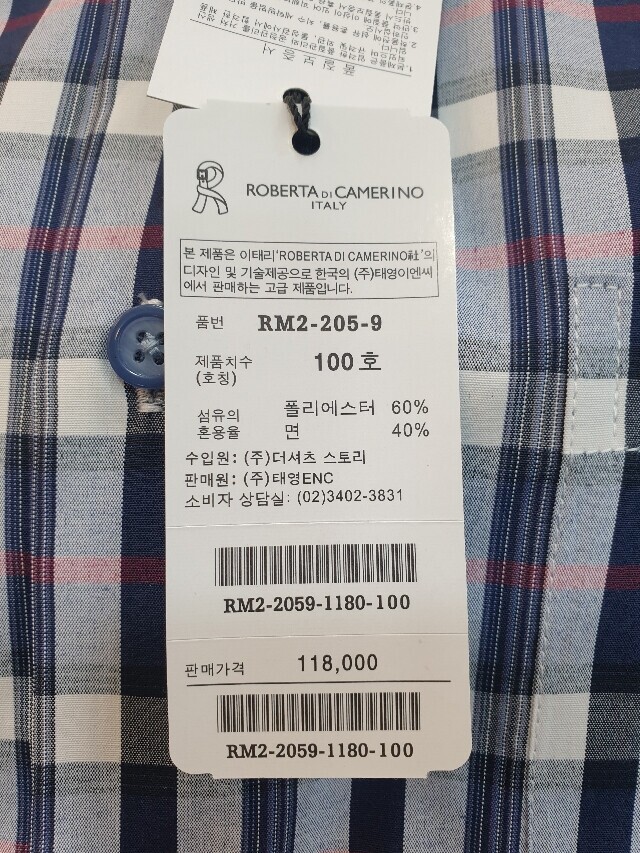 품 질 보 증 서
ROBERTA DI CAMERINO
ITALY
본 제품은 이태리'ROBERTA DI CAMERINO社'의
디자인 및 기술제공으로 한국의 (주)태영이엔씨
에서 판매하는 고급 제품입니다.
품번 RM2-205-9
제품치수 100 호
(호칭)
섬유의 폴리에스터 60%
혼용율 면 40%
수입원: (주)더셔츠 스토리
판매원: (주)태영ENC
소비자 상담실: (02)3402-3831
RM2-2059-1180-100
판매가격 118,000
RM2-2059-1180-100